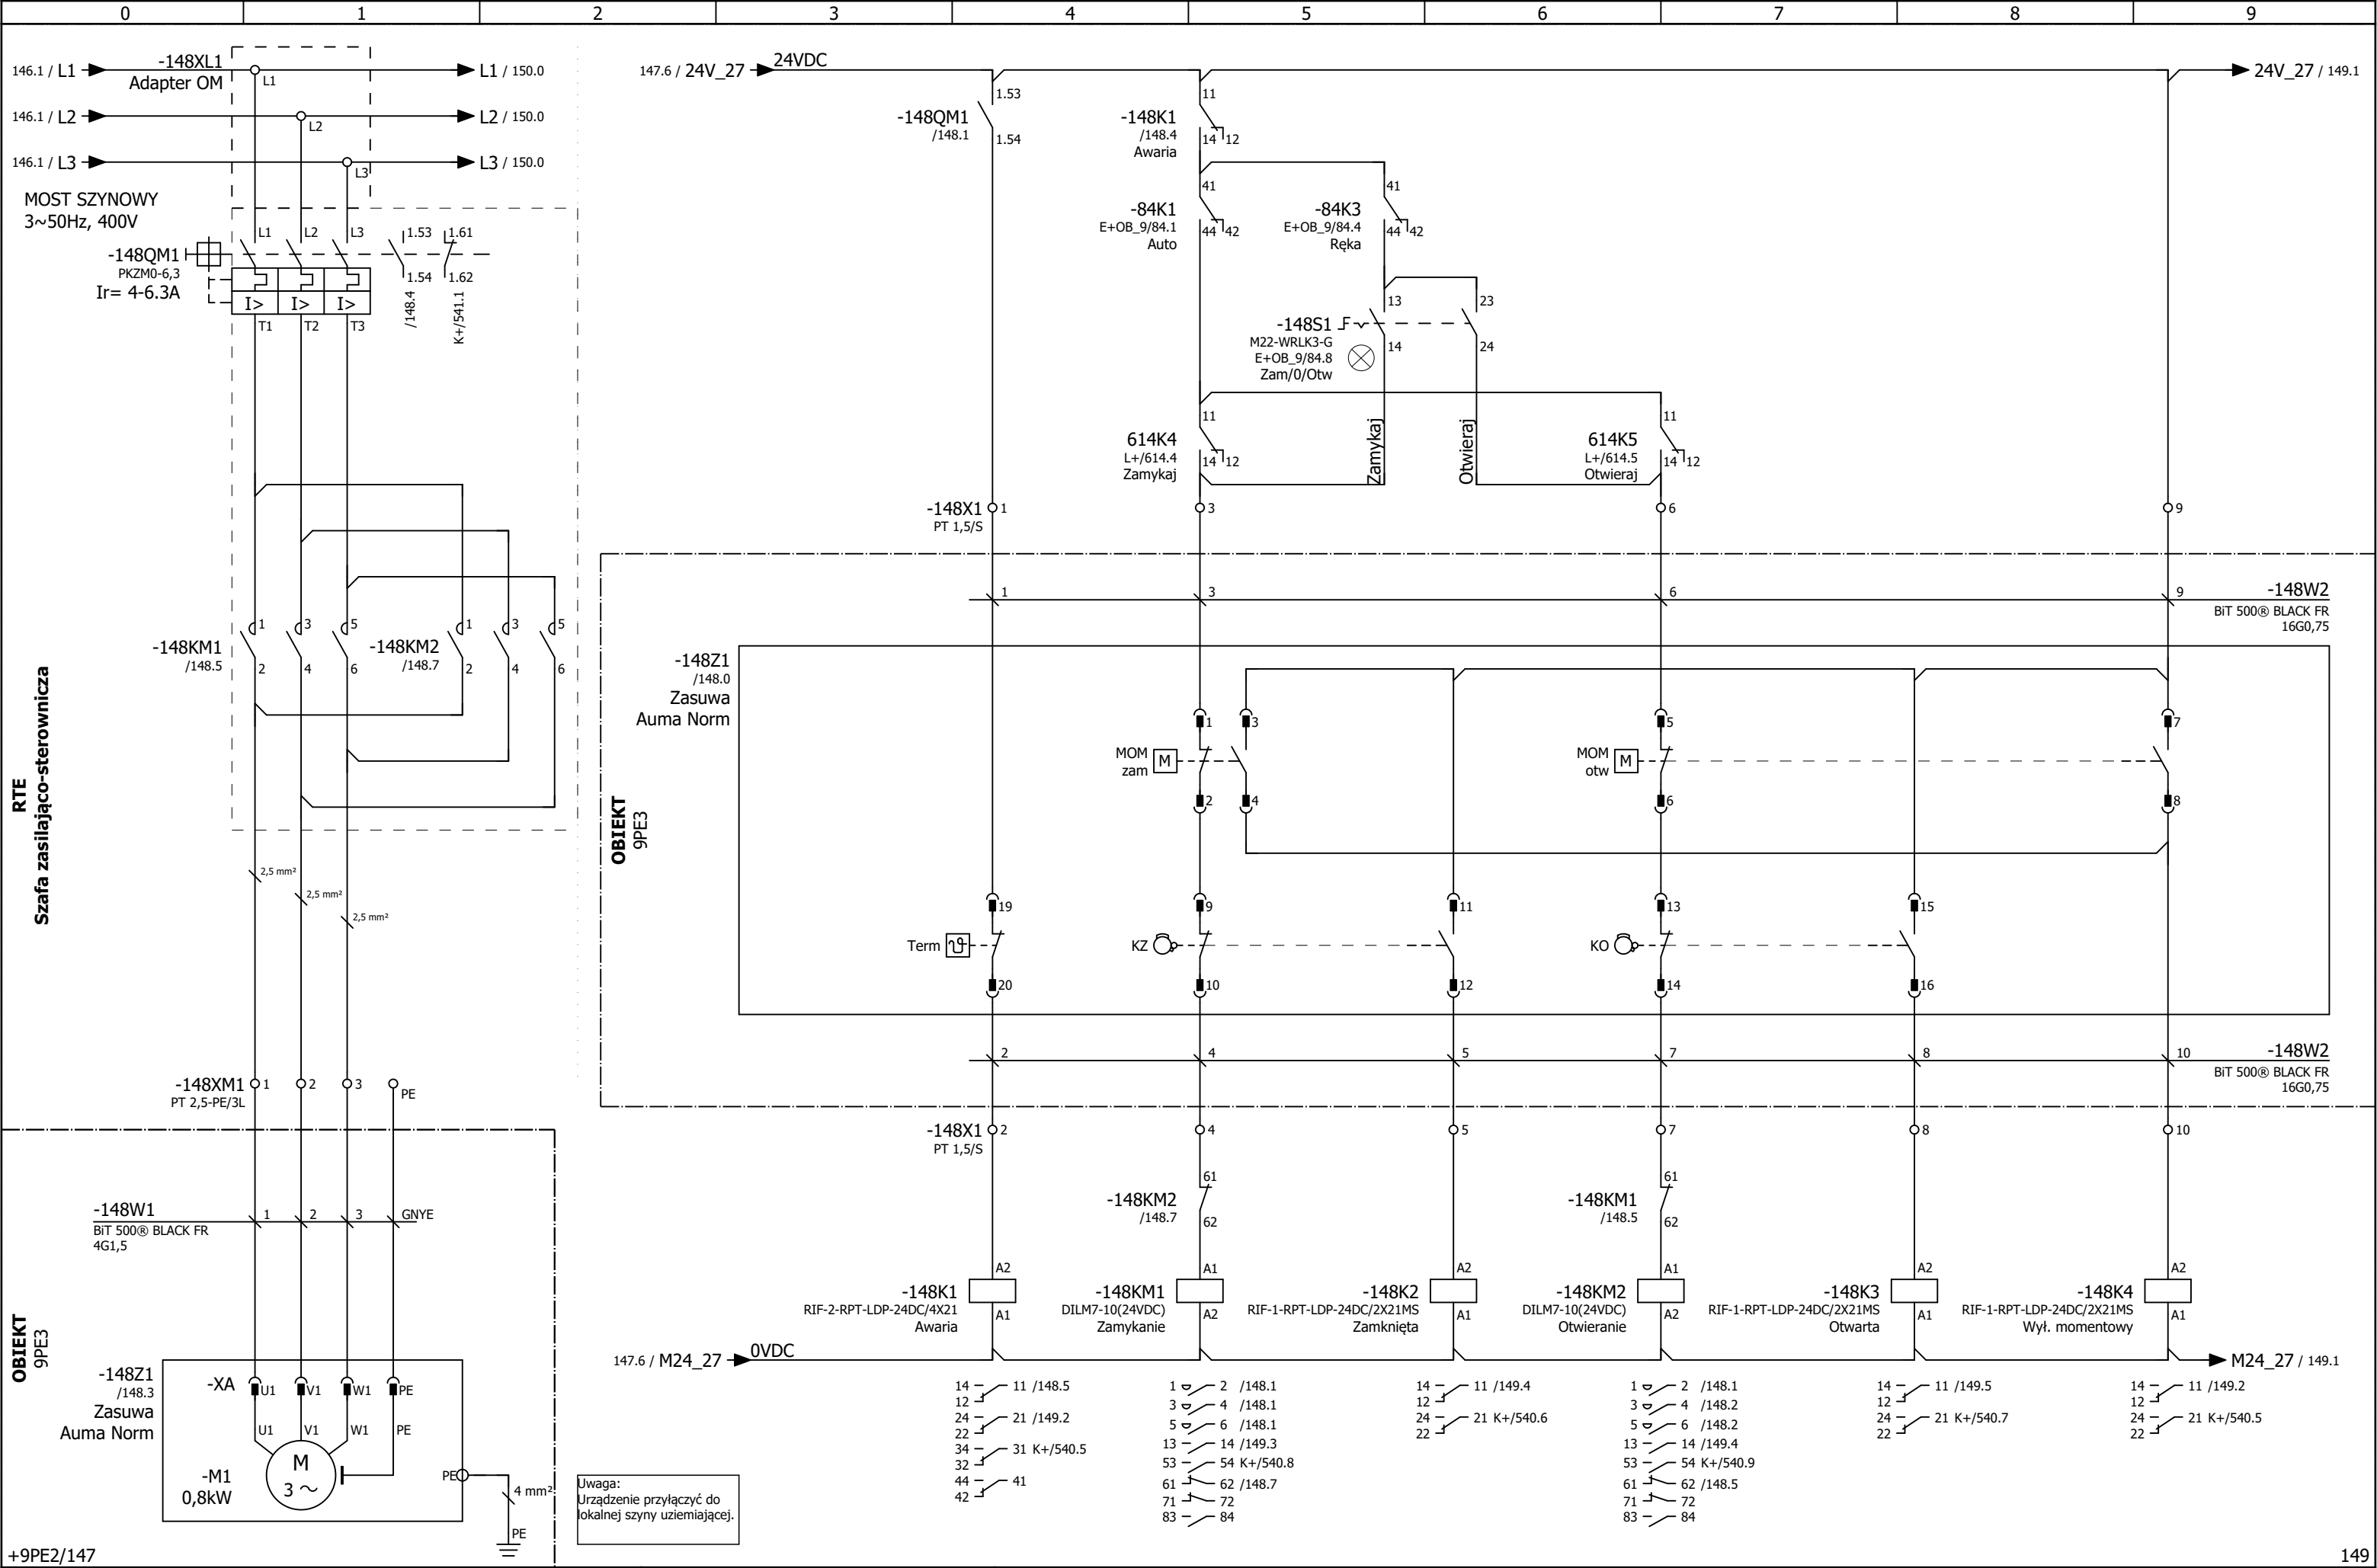 0 1 2 3 4 5 6 7 8 9
146.1 / L1
-148XL1
Adapter OM
L1
L1 / 150.0
146.1 / L2
L2
L2 / 150.0
146.1 / L3
L3
L3 / 150.0
MOST SZYNOWY
3~50Hz, 400V
-148QM1
PKZM0-6,3
Ir= 4-6.3A
L1 L2 L3
1.53 1.61
1.54 1.62
I> I> I>
T1 T2 T3
/148.4
K+/541.1
-148KM1
/148.5
1 3 5
2 4 6
-148KM2
/148.7
1 3 5
2 4 6
RTE
Szafa zasilająco-sterownicza
2,5 mm²
2,5 mm²
2,5 mm²
-148XM1
PT 2,5-PE/3L
1 2 3 PE
-148W1
BiT 500® BLACK FR
4G1,5
1 2 3 GNYE
OBIEKT
9PE3
-148Z1
/148.3
Zasuwa
Auma Norm
-XA
U1 V1 W1 PE
U1 V1 W1 PE
M
3 ~
-M1
0,8kW
PE
4 mm²
PE
Uwaga:
Urządzenie przyłączyć do
lokalnej szyny uziemiającej.
147.6 / 24V_27
24VDC
24V_27 / 149.1
-148QM1
/148.1
1.53
1.54
-148K1
/148.4
Awaria
11
14 12
-84K1
E+OB_9/84.1
Auto
41
44 42
-84K3
E+OB_9/84.4
Ręka
41
44 42
-148S1
M22-WRLK3-G
E+OB_9/84.8
Zam/0/Otw
13 23
14 24
Zamykaj
Otwieraj
614K4
L+/614.4
Zamykaj
11
14 12
614K5
L+/614.5
Otwieraj
11
14 12
-148X1
PT 1,5/S
1 3 6 9
1 3 6 9
-148W2
BiT 500® BLACK FR
16G0,75
OBIEKT
9PE3
-148Z1
/148.0
Zasuwa
Auma Norm
1 3 5 7
MOM
zam
M
MOM
otw
M
2 4 6 8
19 9 11 13 15
Term
KZ
KO
20 10 12 14 16
2 4 5 7 8 10
-148W2
BiT 500® BLACK FR
16G0,75
-148X1
PT 1,5/S
2 4 5 7 8 10
-148KM2
/148.7
61
62
-148KM1
/148.5
61
62
-148K1
RIF-2-RPT-LDP-24DC/4X21
Awaria
A2
A1
-148KM1
DILM7-10(24VDC)
Zamykanie
A1
A2
-148K2
RIF-1-RPT-LDP-24DC/2X21MS
Zamknięta
A2
A1
-148KM2
DILM7-10(24VDC)
Otwieranie
A1
A2
-148K3
RIF-1-RPT-LDP-24DC/2X21MS
Otwarta
A2
A1
-148K4
RIF-1-RPT-LDP-24DC/2X21MS
Wył. momentowy
A2
A1
147.6 / M24_27
0VDC
M24_27 / 149.1
14 11 /148.5
12
24 21 /149.2
22
34 31 K+/540.5
32
44 41
42
1 2 /148.1
3 4 /148.1
5 6 /148.1
13 14 /149.3
53 54 K+/540.8
61 62 /148.7
71 72
83 84
14 11 /149.4
12
24 21 K+/540.6
22
1 2 /148.1
3 4 /148.2
5 6 /148.2
13 14 /149.4
53 54 K+/540.9
61 62 /148.5
71 72
83 84
14 11 /149.5
12
24 21 K+/540.7
22
14 11 /149.2
12
24 21 K+/540.5
22
+9PE2/147
149